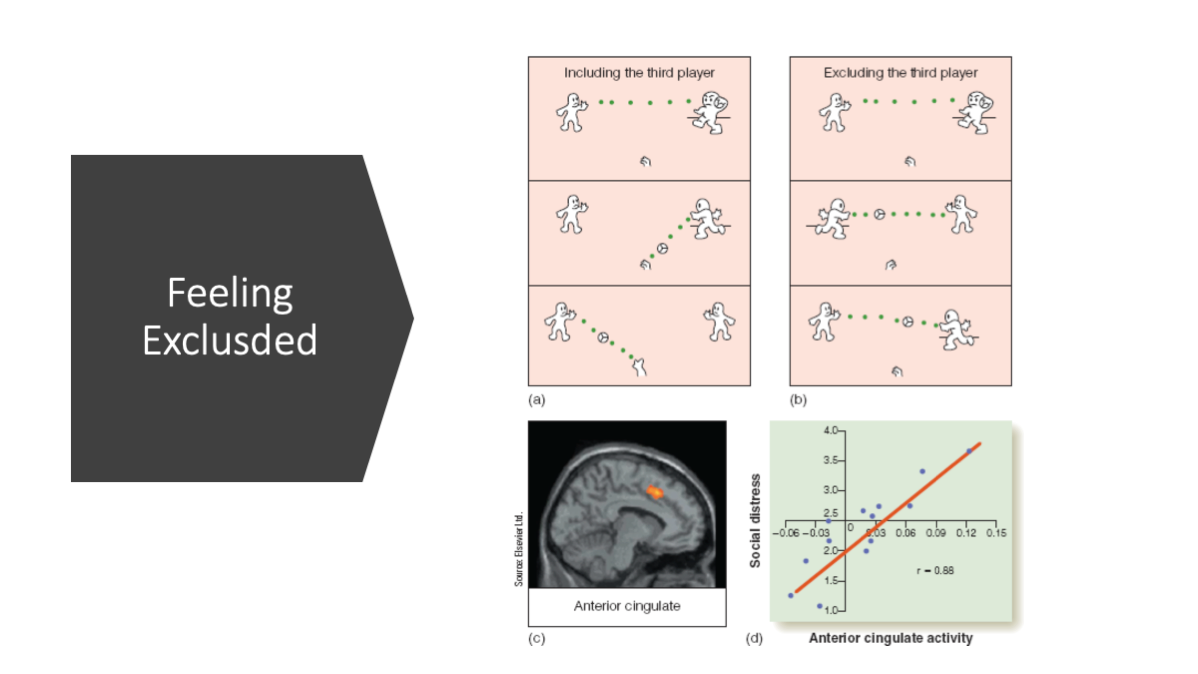 Feeling
Exclusded
Including the third player
Excluding the third player
(a)
(b)
Source: Elsevier Ltd.
Anterior cingulate
(c)
Social distress
4.0
3.5
3.0
2.5
2.0
1.5
1.0
−0.06 −0.03 0 0.03 0.06 0.09 0.12 0.15
r = 0.88
(d)
Anterior cingulate activity